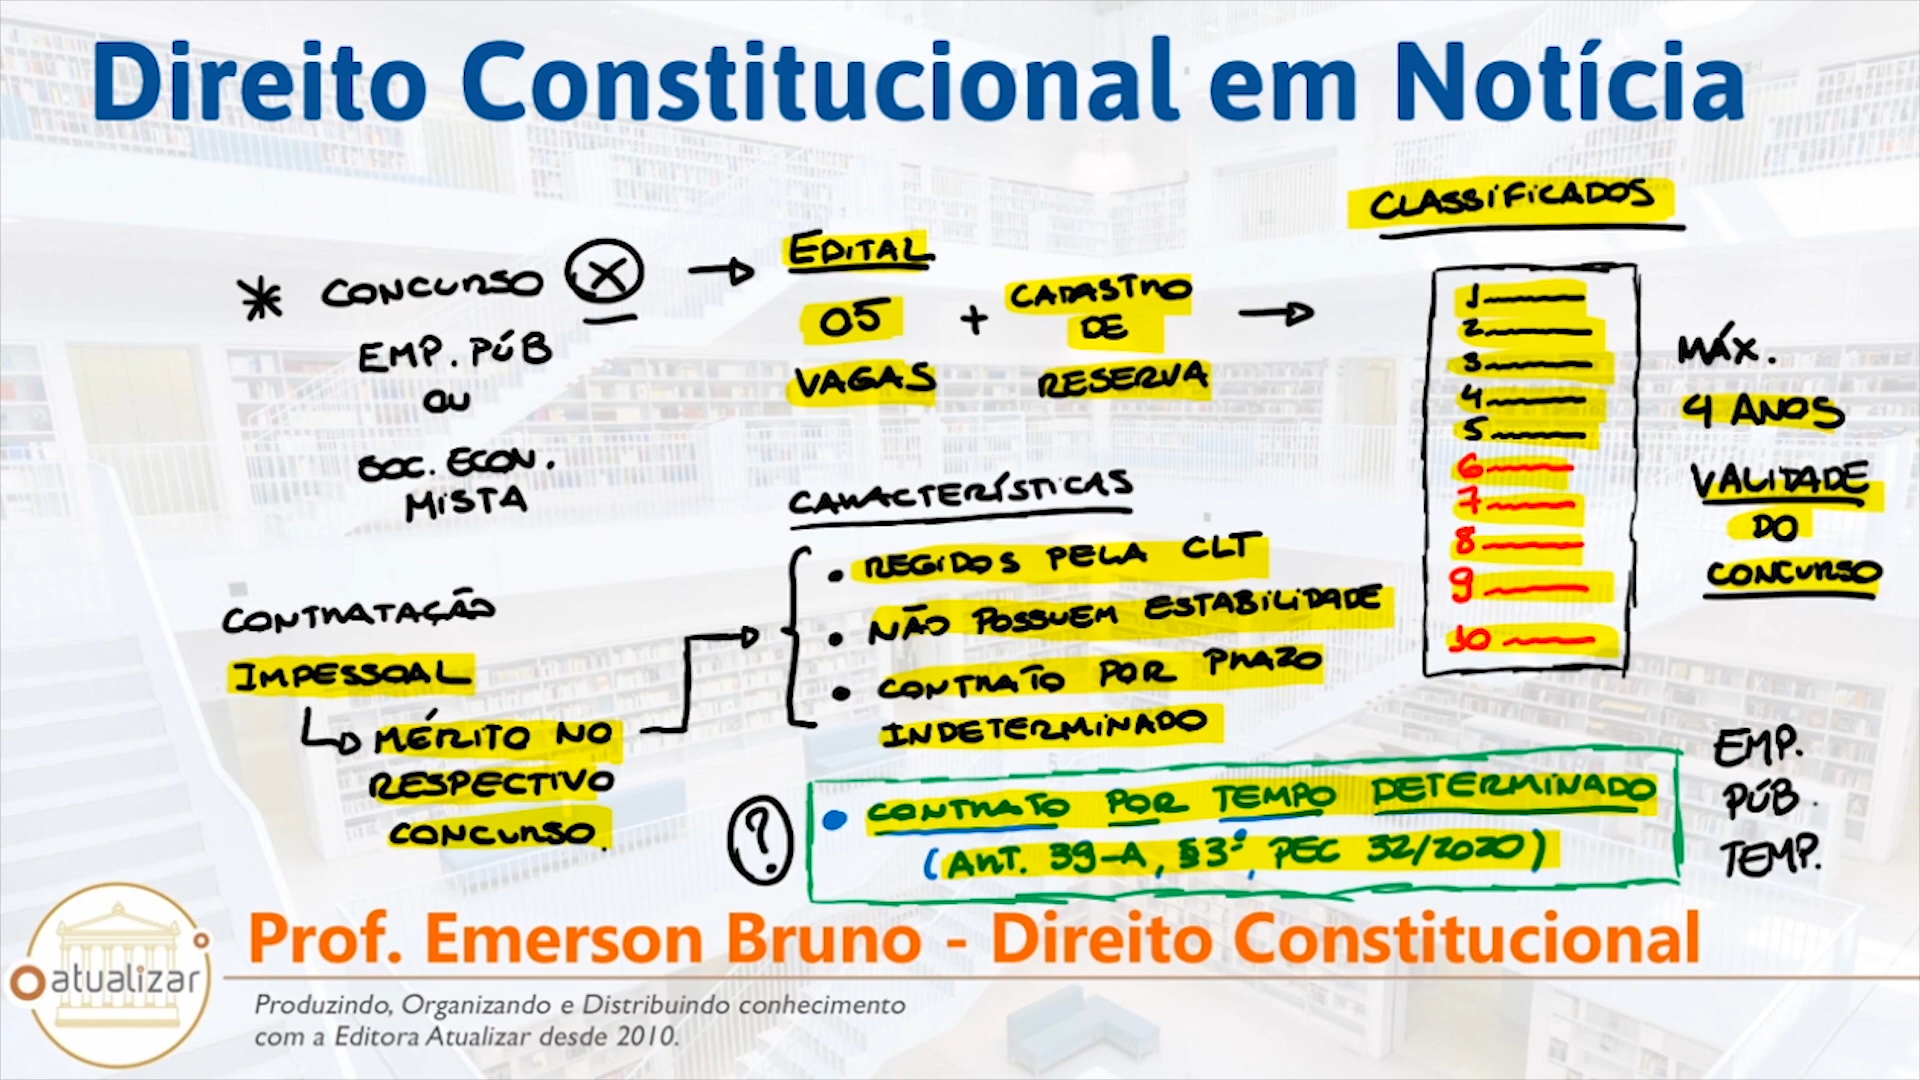 Direito Constitucional em Notícia
* CONCURSO X
EMP. PÚB
OU
SOC. ECON.
MISTA
EDITAL
05
VAGAS
+ CADASTRO
DE
RESERVA
CLASSIFICADOS
1
2
3
4
5
6
7
8
9
10
MÁX.
4 ANOS
VALIDADE
DO
CONCURSO
CONTRATAÇÃO
IMPESSOAL
MÉRITO NO
RESPECTIVO
CONCURSO.
CARACTERÍSTICAS
• REGIDOS PELA CLT
• NÃO POSSUEM ESTABILIDADE
• CONTRATO POR PRAZO
INDETERMINADO
?
• CONTRATO POR TEMPO DETERMINADO
(ART. 39-A, §3º, PEC 32/2020)
EMP.
PÚB.
TEMP.
Prof. Emerson Bruno - Direito Constitucional
atualizar
Produzindo, Organizando e Distribuindo conhecimento
com a Editora Atualizar desde 2010.